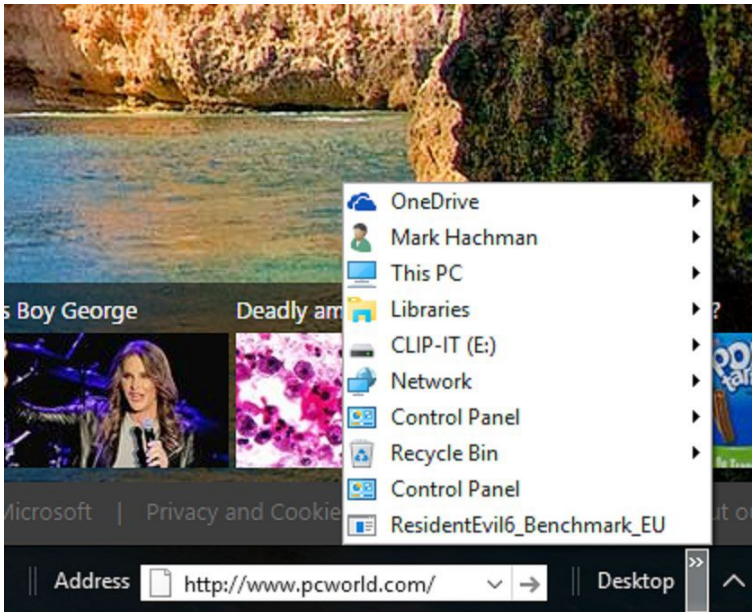 OneDrive
Mark Hachman
This PC
s Boy George
Deadly am
Libraries
?
CLIP-IT (E:)
Network
Control Panel
Recycle Bin
Control Panel
Microsoft | Privacy and Cookie
ResidentEvil6_Benchmark_EU
Address http://www.pcworld.com/ Desktop »